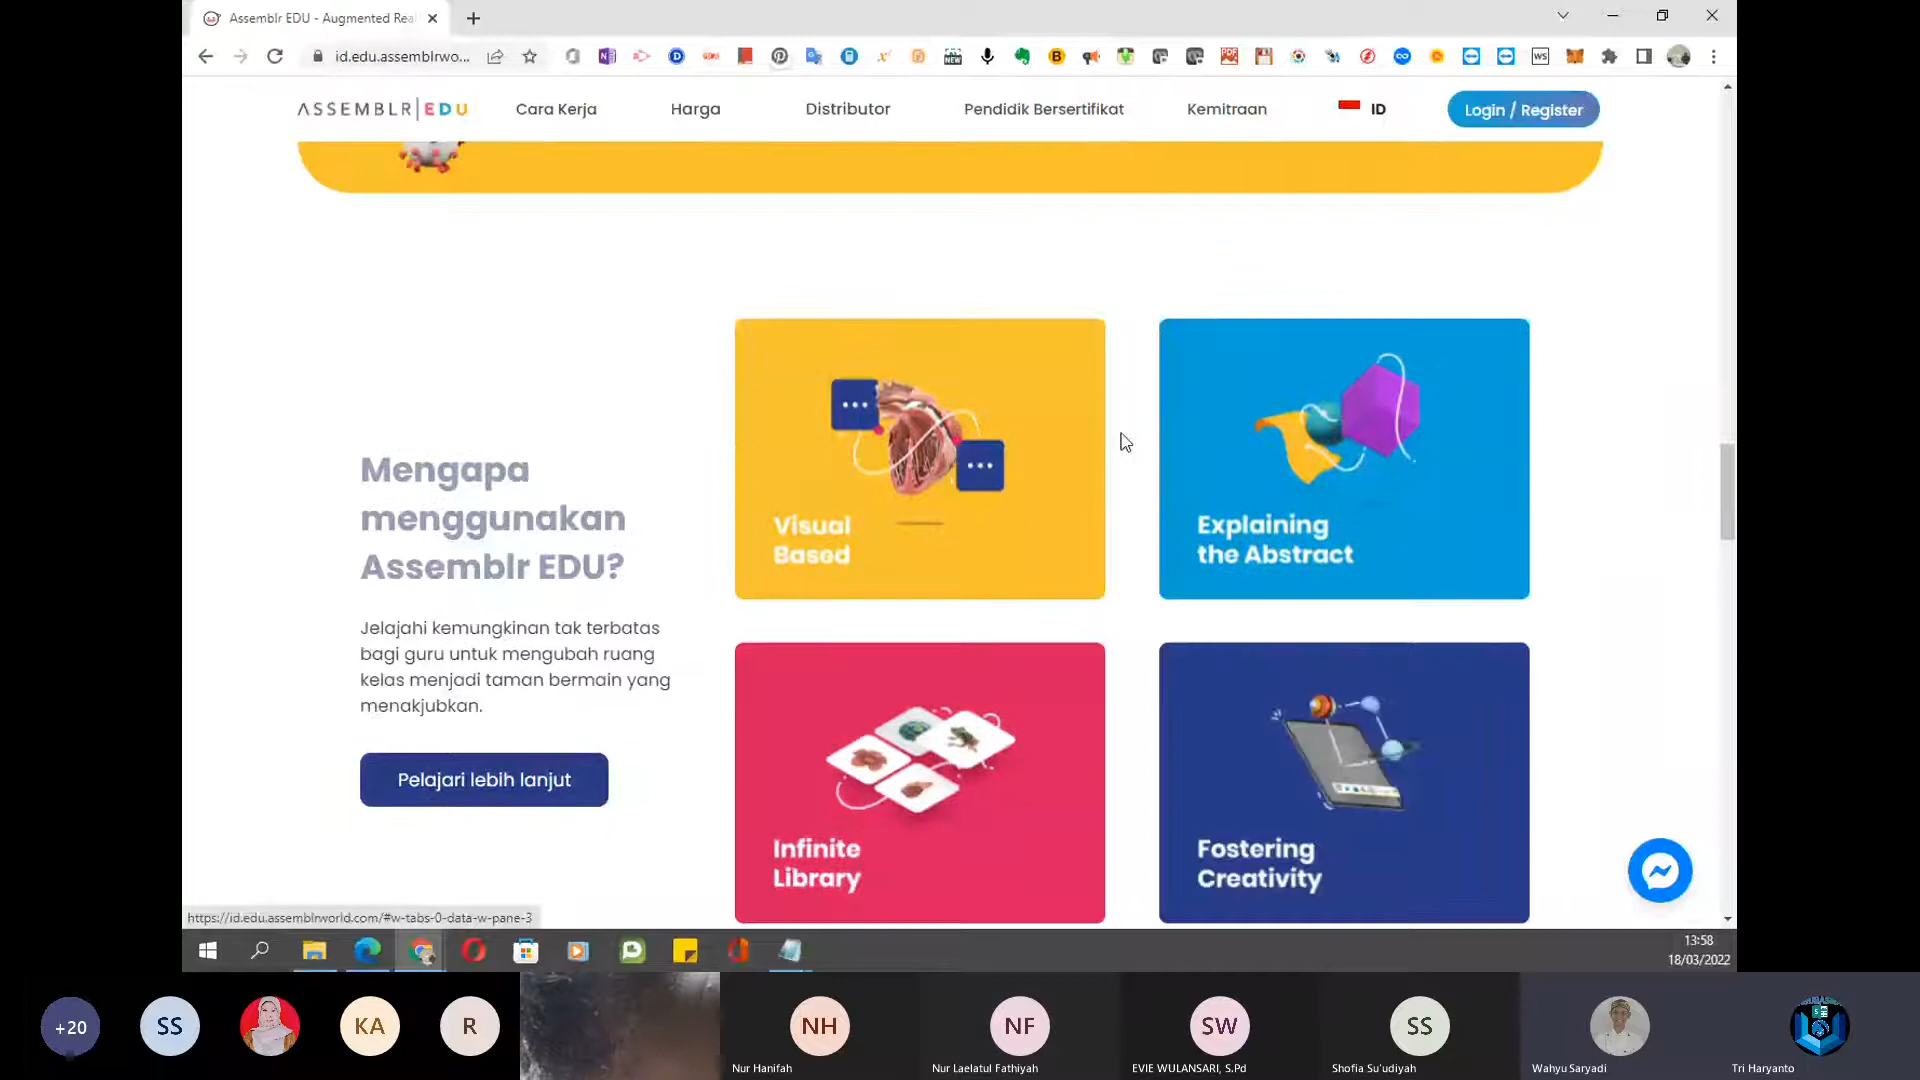 Assemblr EDU - Augmented Rea
id.edu.assemblrwo...
ASSEMBLR|EDU
Cara Kerja
Harga
Distributor
Pendidik Bersertifikat
Kemitraan
ID
Login / Register
Mengapa
menggunakan
Assemblr EDU?
Jelajahi kemungkinan tak terbatas
bagi guru untuk mengubah ruang
kelas menjadi taman bermain yang
menakjubkan.
Pelajari lebih lanjut
Visual
Based
Explaining
the Abstract
Infinite
Library
Fostering
Creativity
https://id.edu.assemblrworld.com/#w-tabs-0-data-w-pane-3
13:58
18/03/2022
+20
SS
KA
R
NH
Nur Hanifah
NF
Nur Laelatul Fathiyah
SW
EVIE WULANSARI, S.Pd
SS
Shofia Su'udiyah
Wahyu Saryadi
Tri Haryanto